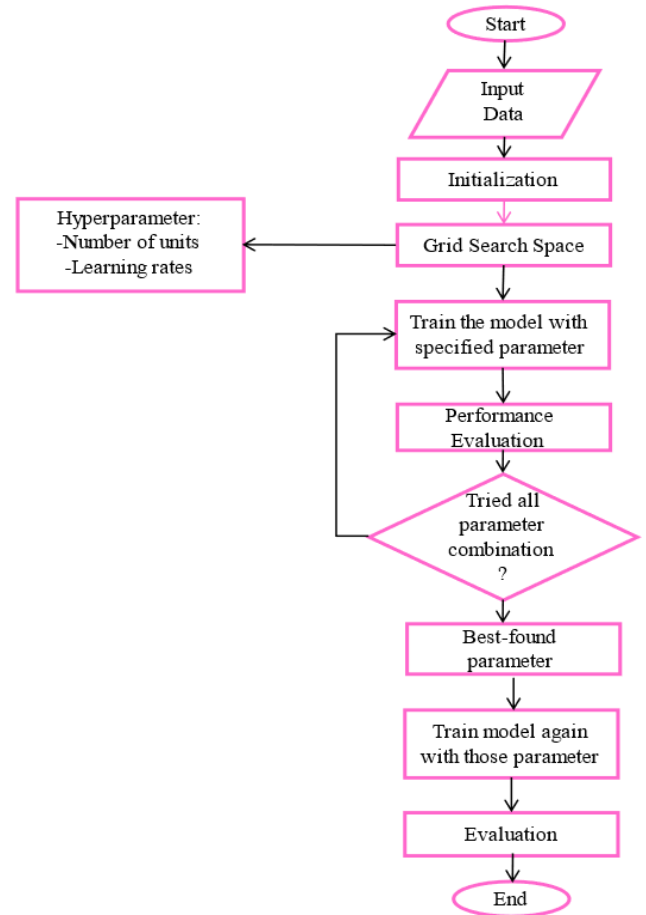 Start
Input
Data
Initialization
Hyperparameter:
-Number of units
-Learning rates
Grid Search Space
Train the model with
specified parameter
Performance
Evaluation
Tried all
parameter
combination
?
Best-found
parameter
Train model again
with those parameter
Evaluation
End